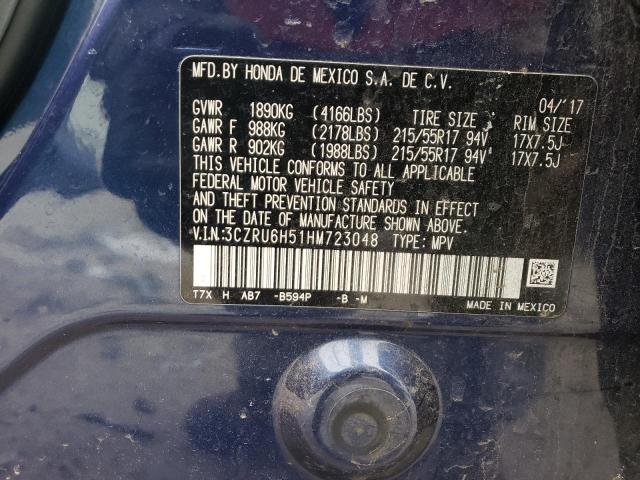 MFD.BY HONDA DE MEXICO S.A. DE C.V.
04/'17
GVWR 1890KG (4166LBS) TIRE SIZE RIM SIZE
GAWR F 988KG (2178LBS) 215/55R17 94V 17X7.5J
GAWR R 902KG (1988LBS) 215/55R17 94V 17X7.5J
THIS VEHICLE CONFORMS TO ALL APPLICABLE
FEDERAL MOTOR VEHICLE SAFETY
AND THEFT PREVENTION STANDARDS IN EFFECT
ON THE DATE OF MANUFACTURE SHOWN ABOVE.
V.I.N:3CZRU6H51HM723048 TYPE: MPV
T7X H AB7 -B594P -B -M
MADE IN MEXICO